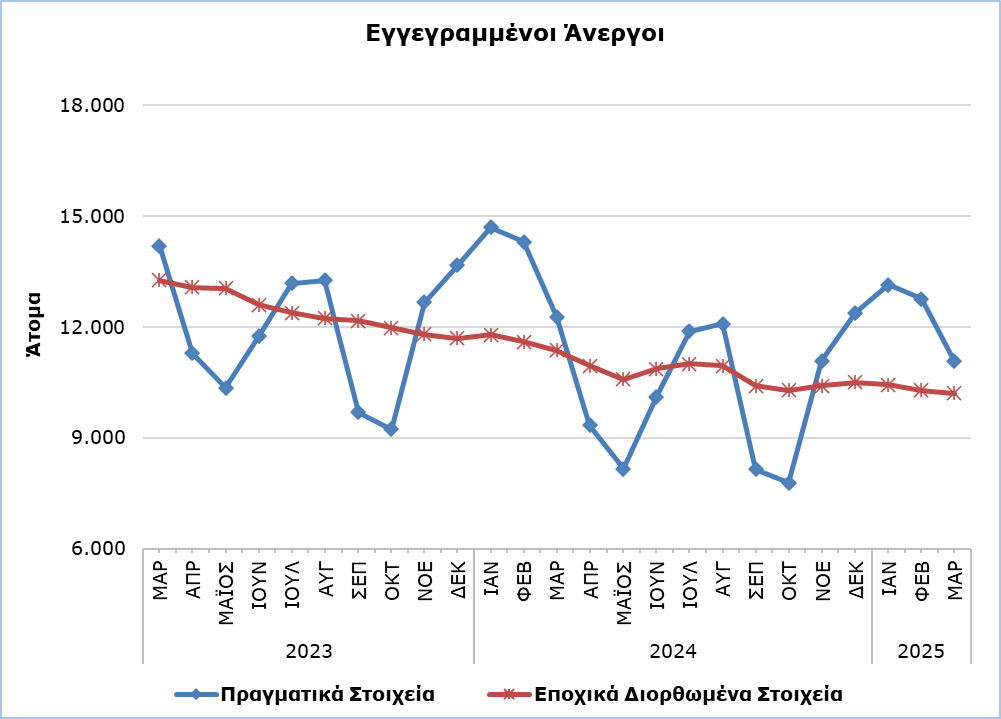 Εγγεγραμμένοι Άνεργοι
18.000
15.000
12.000
9.000
6.000
Άτομα
ΜΑΡ ΑΠΡ ΜΑΪΟΣ ΙΟΥΝ ΙΟΥΛ ΑΥΓ ΣΕΠ ΟΚΤ ΝΟΕ ΔΕΚ ΙΑΝ ΦΕΒ ΜΑΡ ΑΠΡ ΜΑΪΟΣ ΙΟΥΝ ΙΟΥΛ ΑΥΓ ΣΕΠ ΟΚΤ ΝΟΕ ΔΕΚ ΙΑΝ ΦΕΒ ΜΑΡ
2023 2024 2025
Πραγματικά Στοιχεία Εποχικά Διορθωμένα Στοιχεία